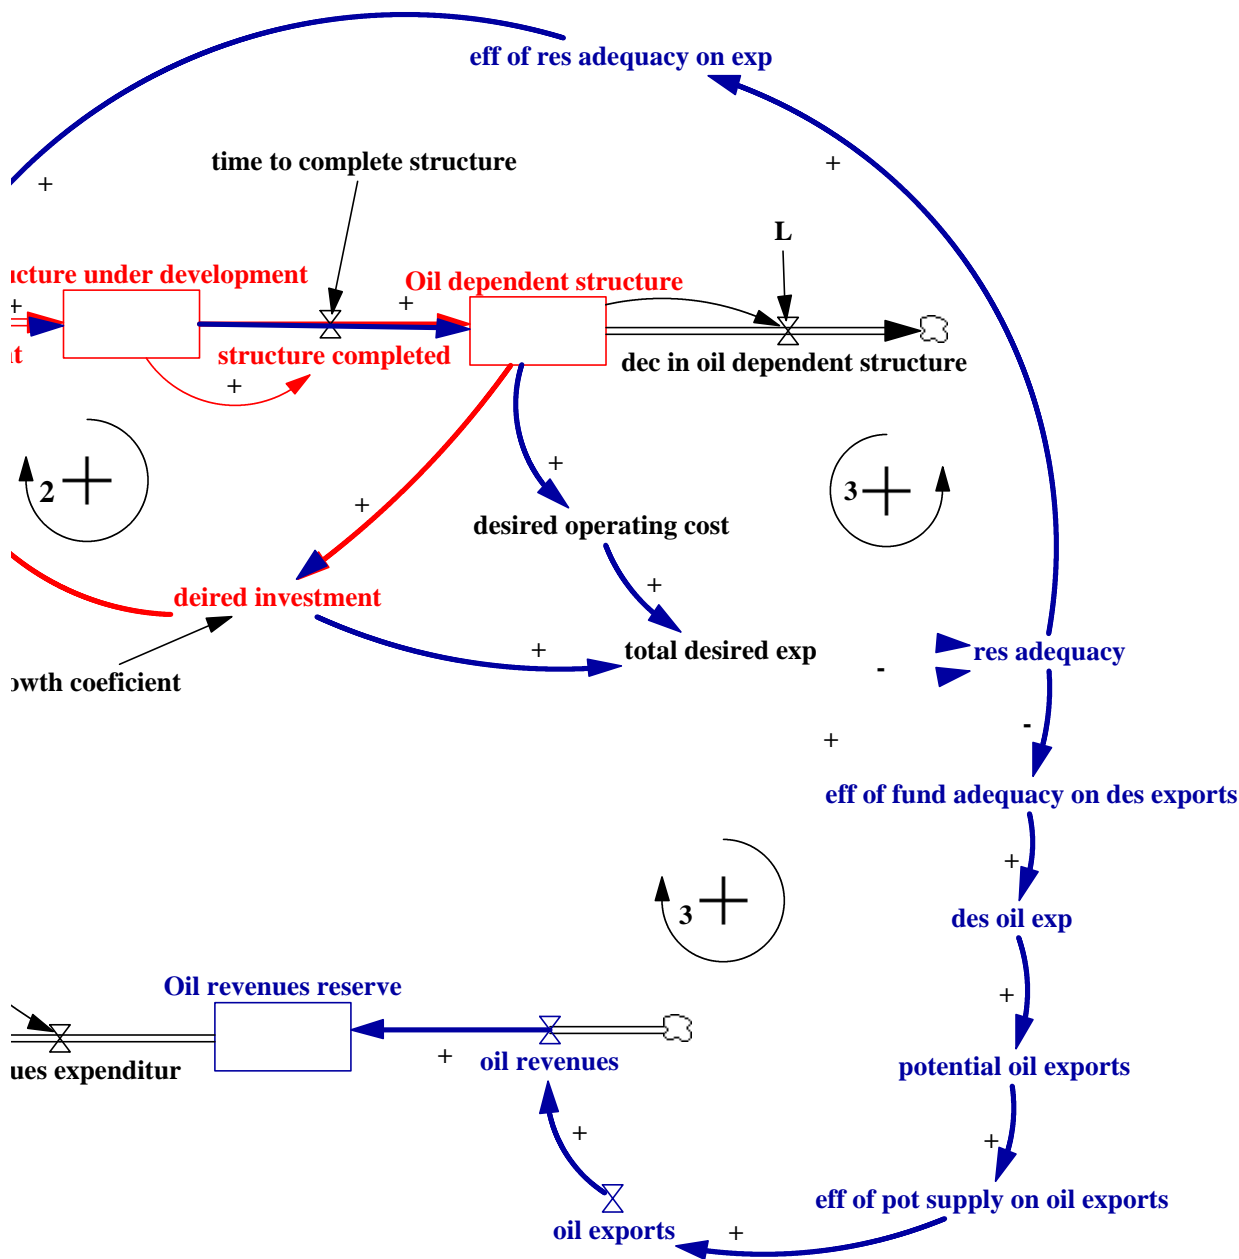 eff of res adequacy on exp
+
time to complete structure
+
L
ucture under development
Oil dependent structure
+
+
t
structure completed
dec in oil dependent structure
+
2
+
3
+
desired operating cost
+
deired investment
+
total desired exp
-
res adequacy
owth coeficient
-
+
eff of fund adequacy on des exports
+
3
des oil exp
Oil revenues reserve
+
+
oil revenues
ues expenditur
potential oil exports
+
+
eff of pot supply on oil exports
oil exports
+